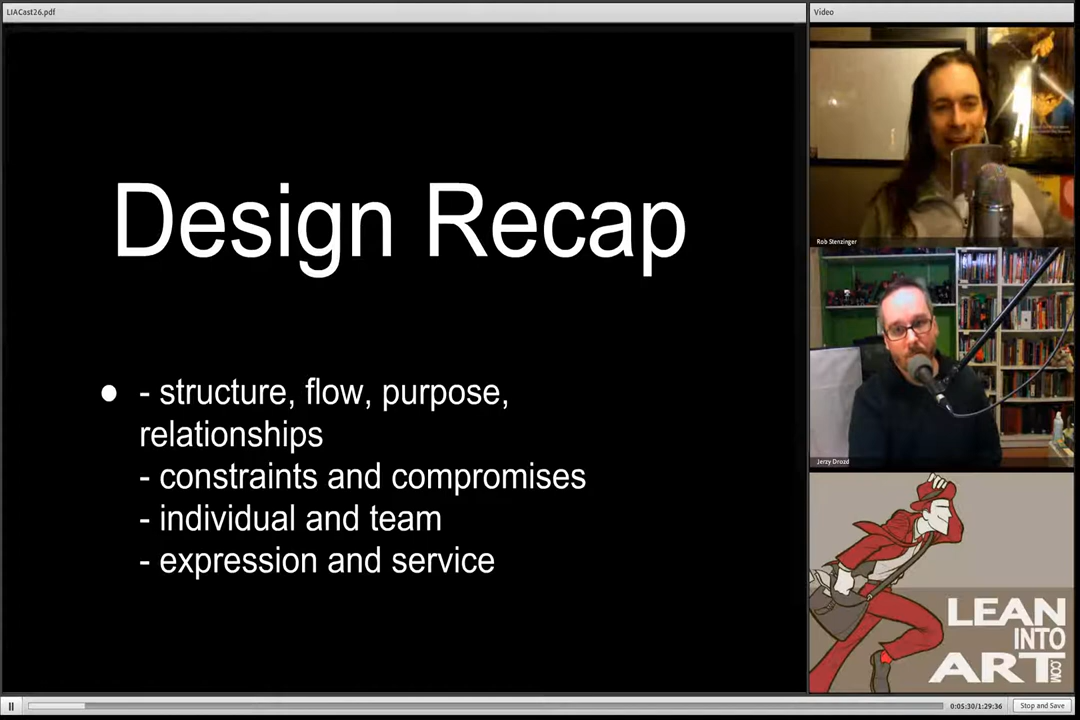 LIACast26.pdf
Video
Design Recap
● - structure, flow, purpose,
relationships
- constraints and compromises
- individual and team
- expression and service
Rob Stenzinger
Jerzy Drozd
LEAN
INTO
ART
.COM
0:05:30/1:29:36
Stop and Save